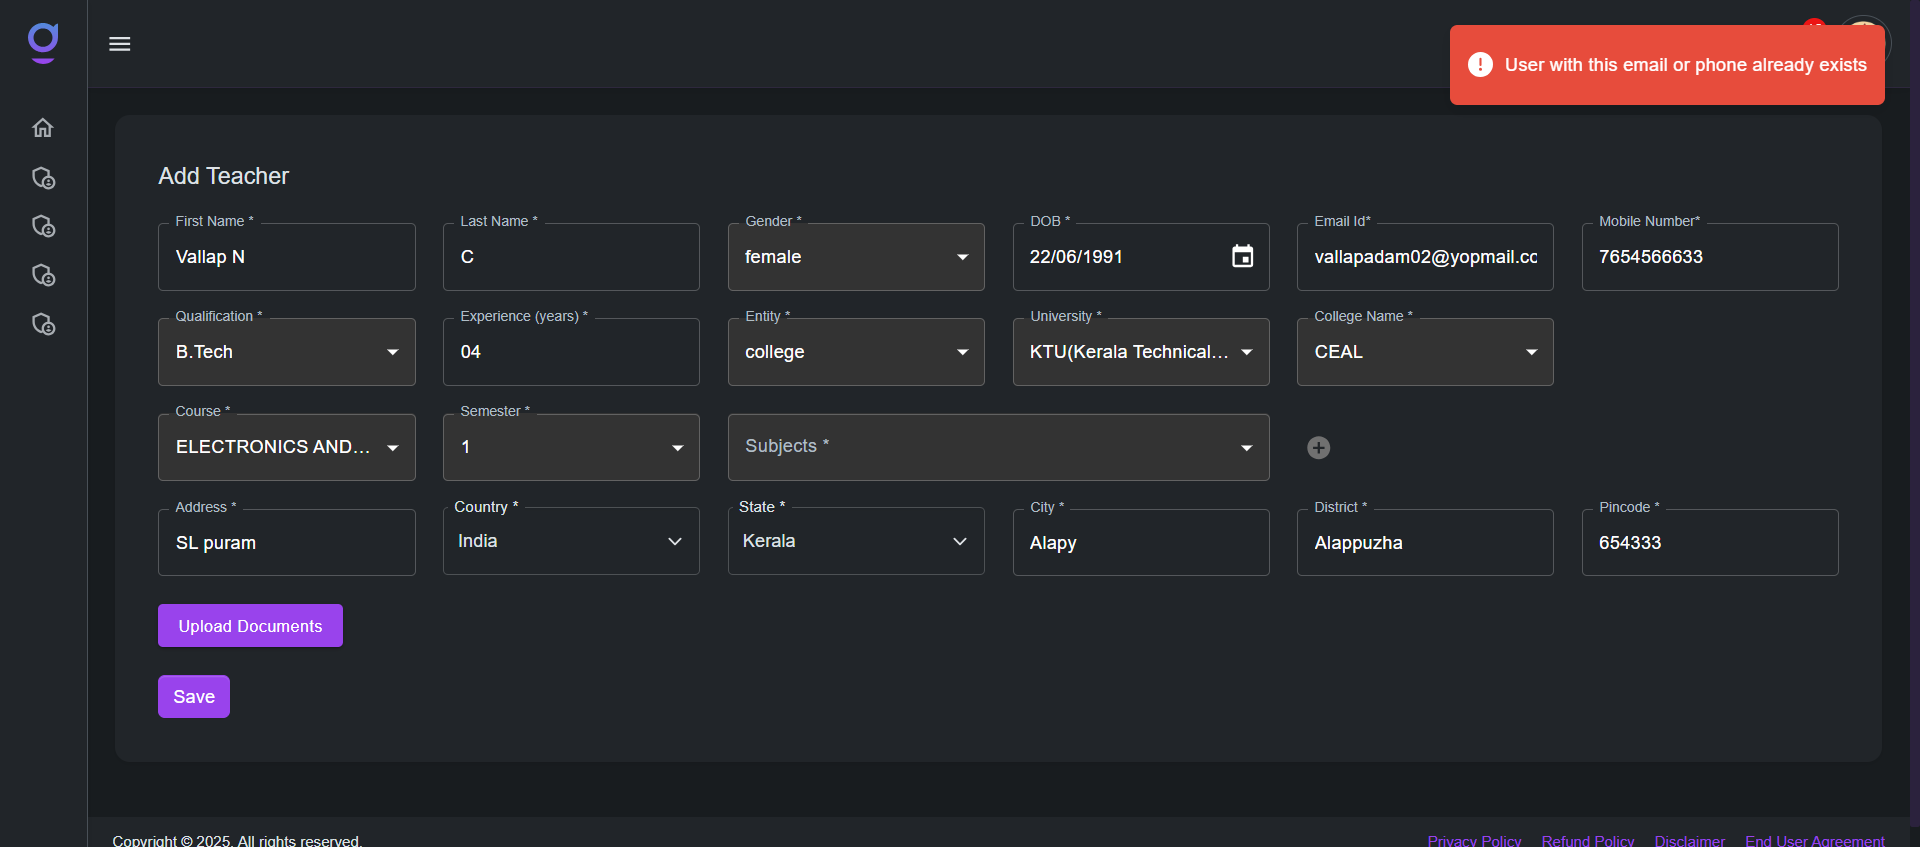 User with this email or phone already exists
Add Teacher
First Name *
Vallap N
Last Name *
C
Gender *
female
DOB *
22/06/1991
Email Id*
vallapadam02@yopmail.cc
Mobile Number*
7654566633
Qualification *
B.Tech
Experience (years) *
04
Entity *
college
University *
KTU(Kerala Technical...
College Name *
CEAL
Course *
ELECTRONICS AND...
Semester *
1
Subjects *
Address *
SL puram
Country *
India
State *
Kerala
City *
Alapy
District *
Alappuzha
Pincode *
654333
Upload Documents
Save
Copyright © 2025. All rights reserved.
Privacy Policy
Refund Policy
Disclaimer
End User Agreement